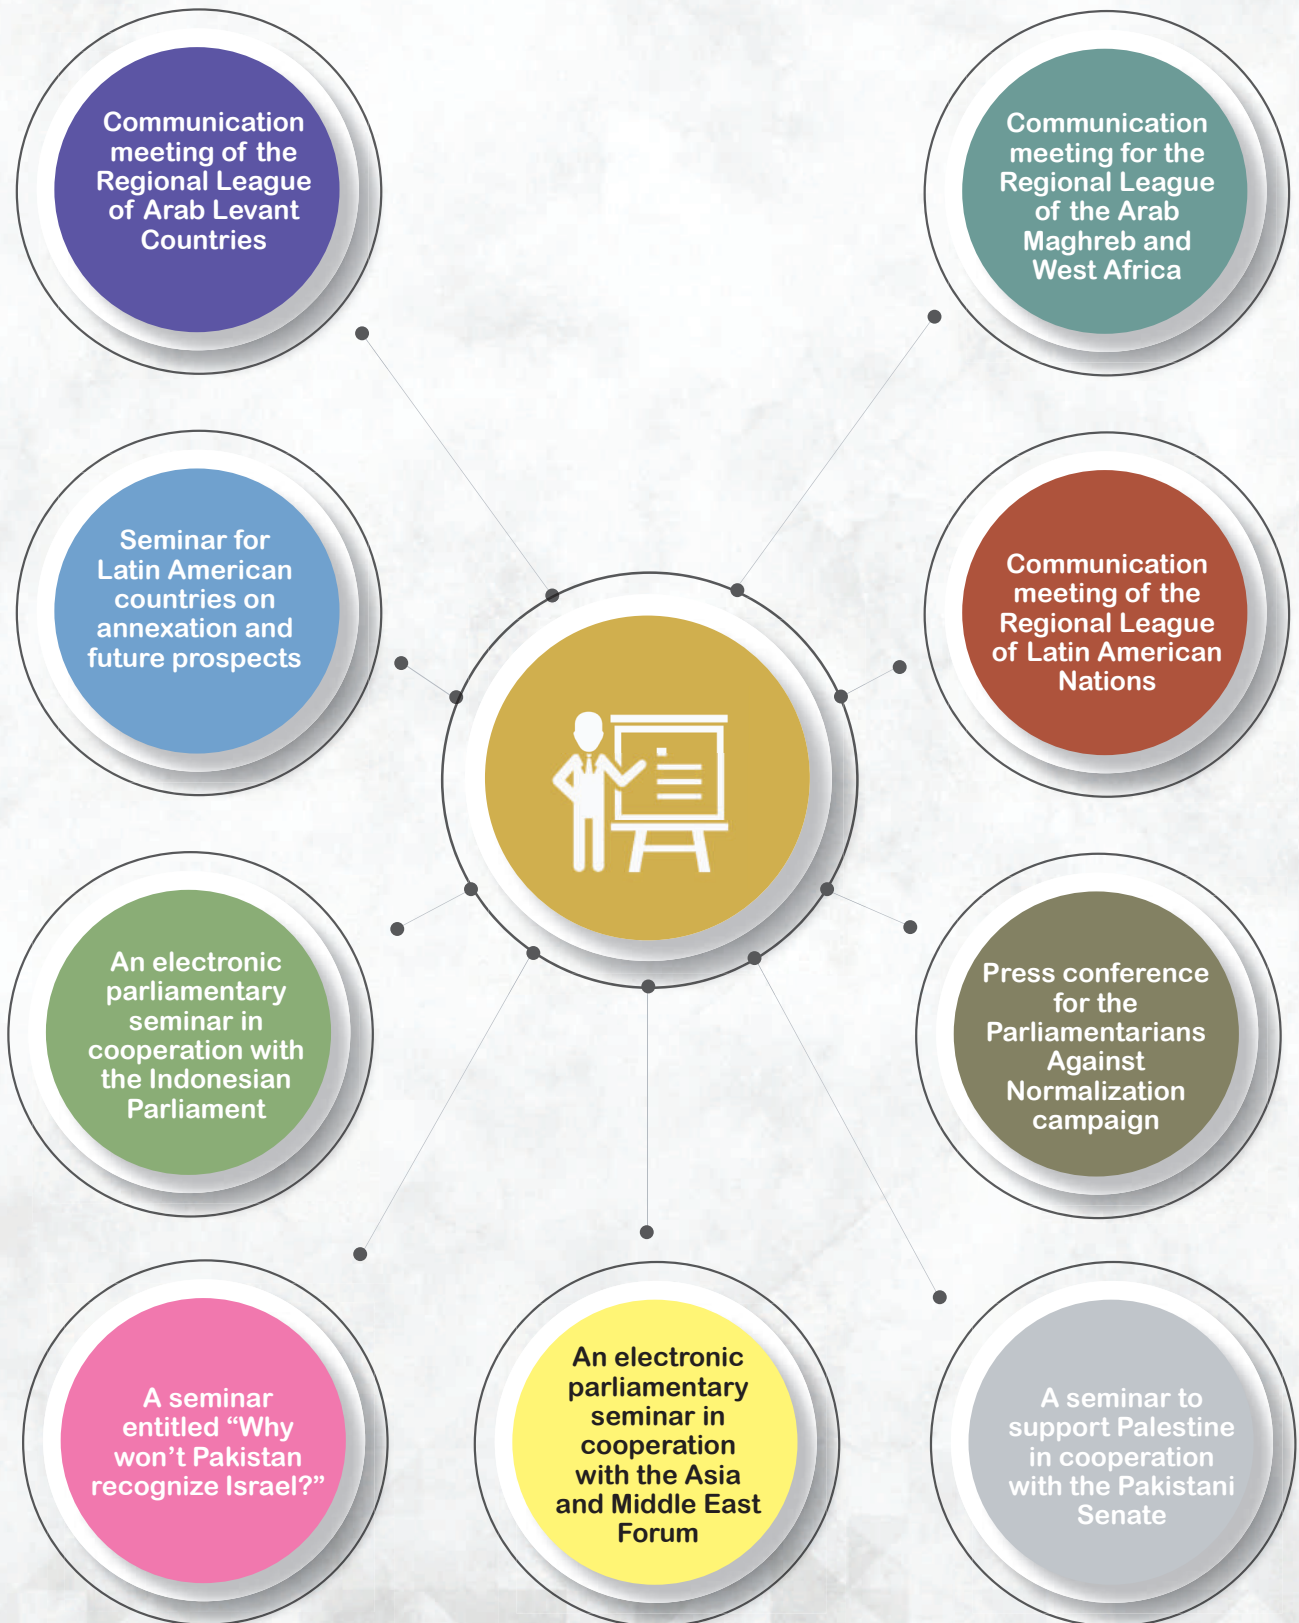 Communication
meeting of the
Regional League
of Arab Levant
Countries
Communication
meeting for the
Regional League
of the Arab
Maghreb and
West Africa
Seminar for
Latin American
countries on
annexation and
future prospects
Communication
meeting of the
Regional League
of Latin American
Nations
An electronic
parliamentary
seminar in
cooperation with
the Indonesian
Parliament
Press conference
for the
Parliamentarians
Against
Normalization
campaign
A seminar
entitled “Why
won’t Pakistan
recognize Israel?”
An electronic
parliamentary
seminar in
cooperation
with the Asia
and Middle East
Forum
A seminar to
support Palestine
in cooperation
with the Pakistani
Senate